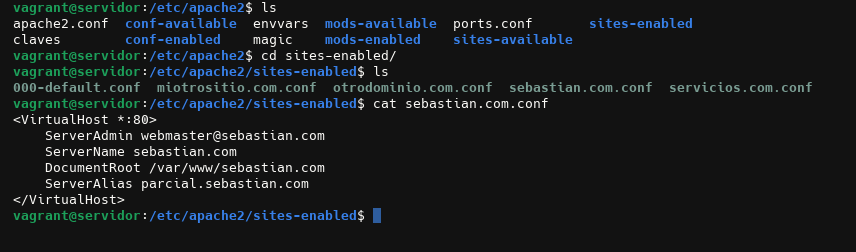 vagrant@servidor:/etc/apache2$ ls
apache2.conf  conf-available  envvars  mods-available  ports.conf       sites-enabled
claves        conf-enabled    magic    mods-enabled    sites-available
vagrant@servidor:/etc/apache2$ cd sites-enabled/
vagrant@servidor:/etc/apache2/sites-enabled$ ls
000-default.conf  miotrositio.com.conf  otrodominio.com.conf  sebastian.com.conf  servicios.com.conf
vagrant@servidor:/etc/apache2/sites-enabled$ cat sebastian.com.conf
<VirtualHost *:80>
    ServerAdmin webmaster@sebastian.com
    ServerName sebastian.com
    DocumentRoot /var/www/sebastian.com
    ServerAlias parcial.sebastian.com
</VirtualHost>
vagrant@servidor:/etc/apache2/sites-enabled$